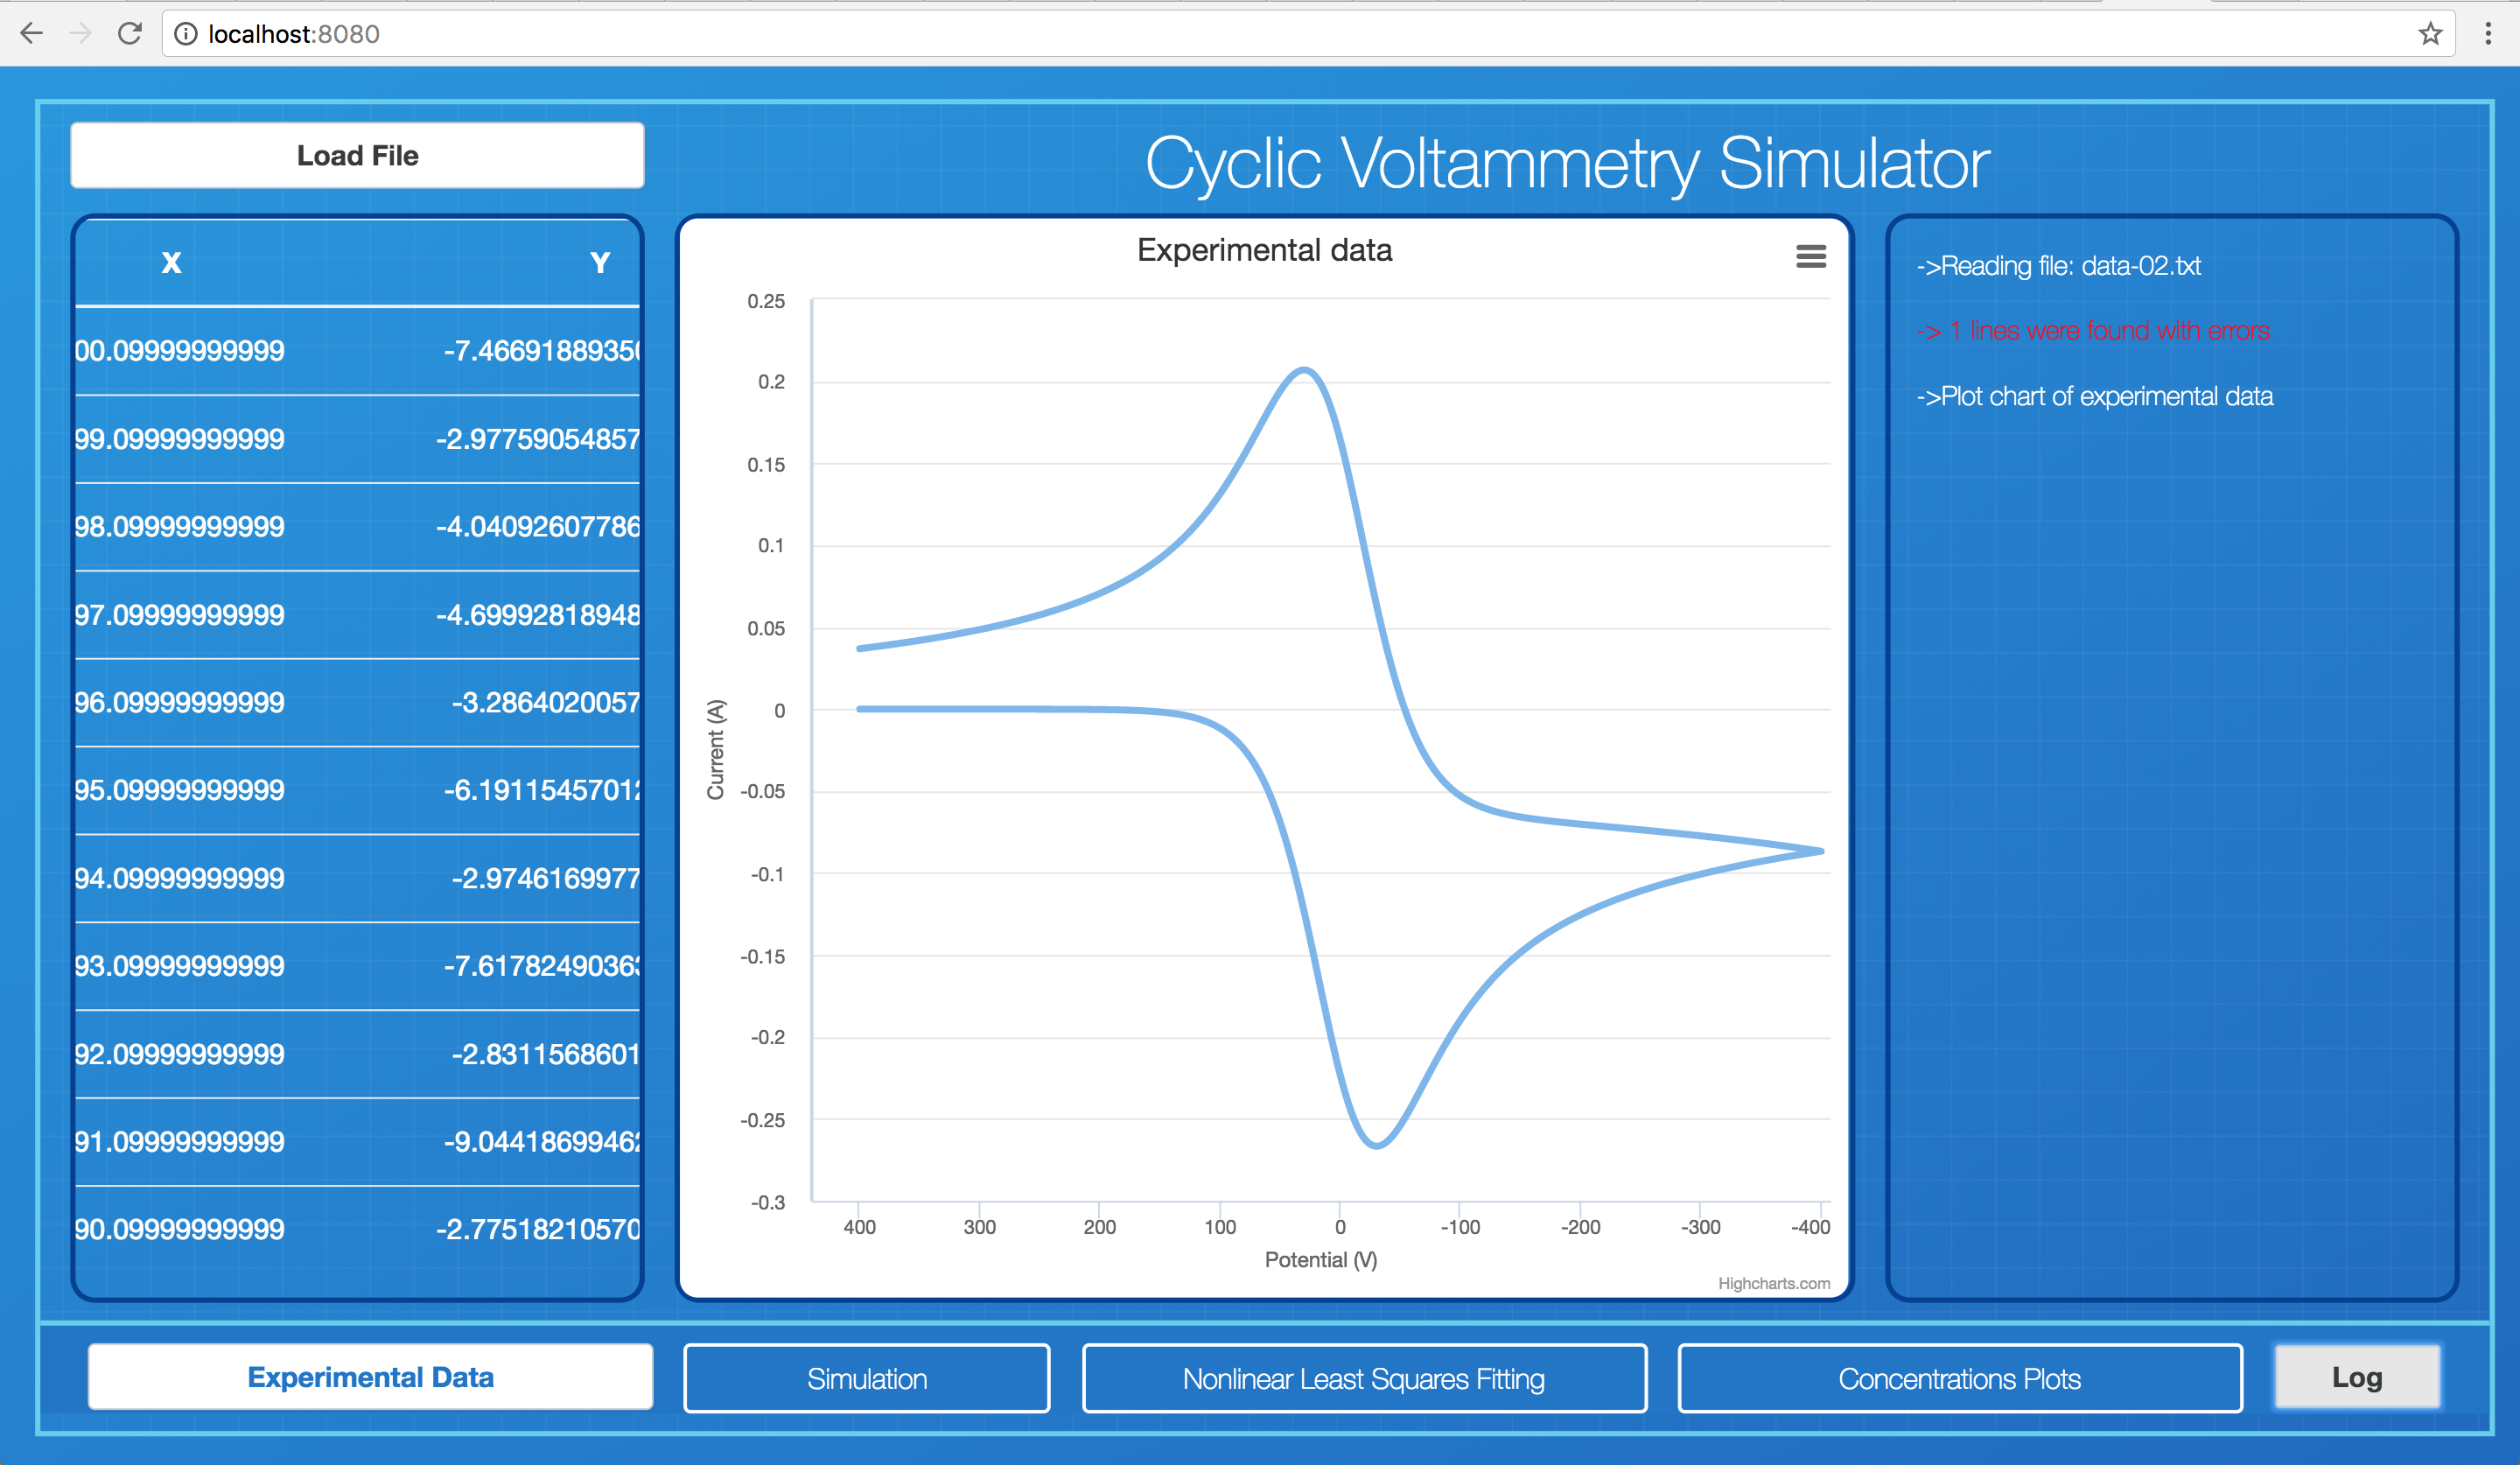 localhost:8080
Load File
Cyclic Voltammetry Simulator
X Y
00.09999999999 -7.4669188935
99.09999999999 -2.97759054857
98.09999999999 -4.04092607786
97.09999999999 -4.69992818948
96.09999999999 -3.2864020057
95.09999999999 -6.1911545701
94.09999999999 -2.9746169977
93.09999999999 -7.6178249036
92.09999999999 -2.8311568601
91.09999999999 -9.0441869946
90.09999999999 -2.77518210570
Experimental data
0.25
0.2
0.15
0.1
0.05
0
-0.05
-0.1
-0.15
-0.2
-0.25
-0.3
Current (A)
400 300 200 100 0 -100 -200 -300 -400
Potential (V)
Highcharts.com
->Reading file: data-02.txt
-> 1 lines were found with errors
->Plot chart of experimental data
Experimental Data
Simulation
Nonlinear Least Squares Fitting
Concentrations Plots
Log